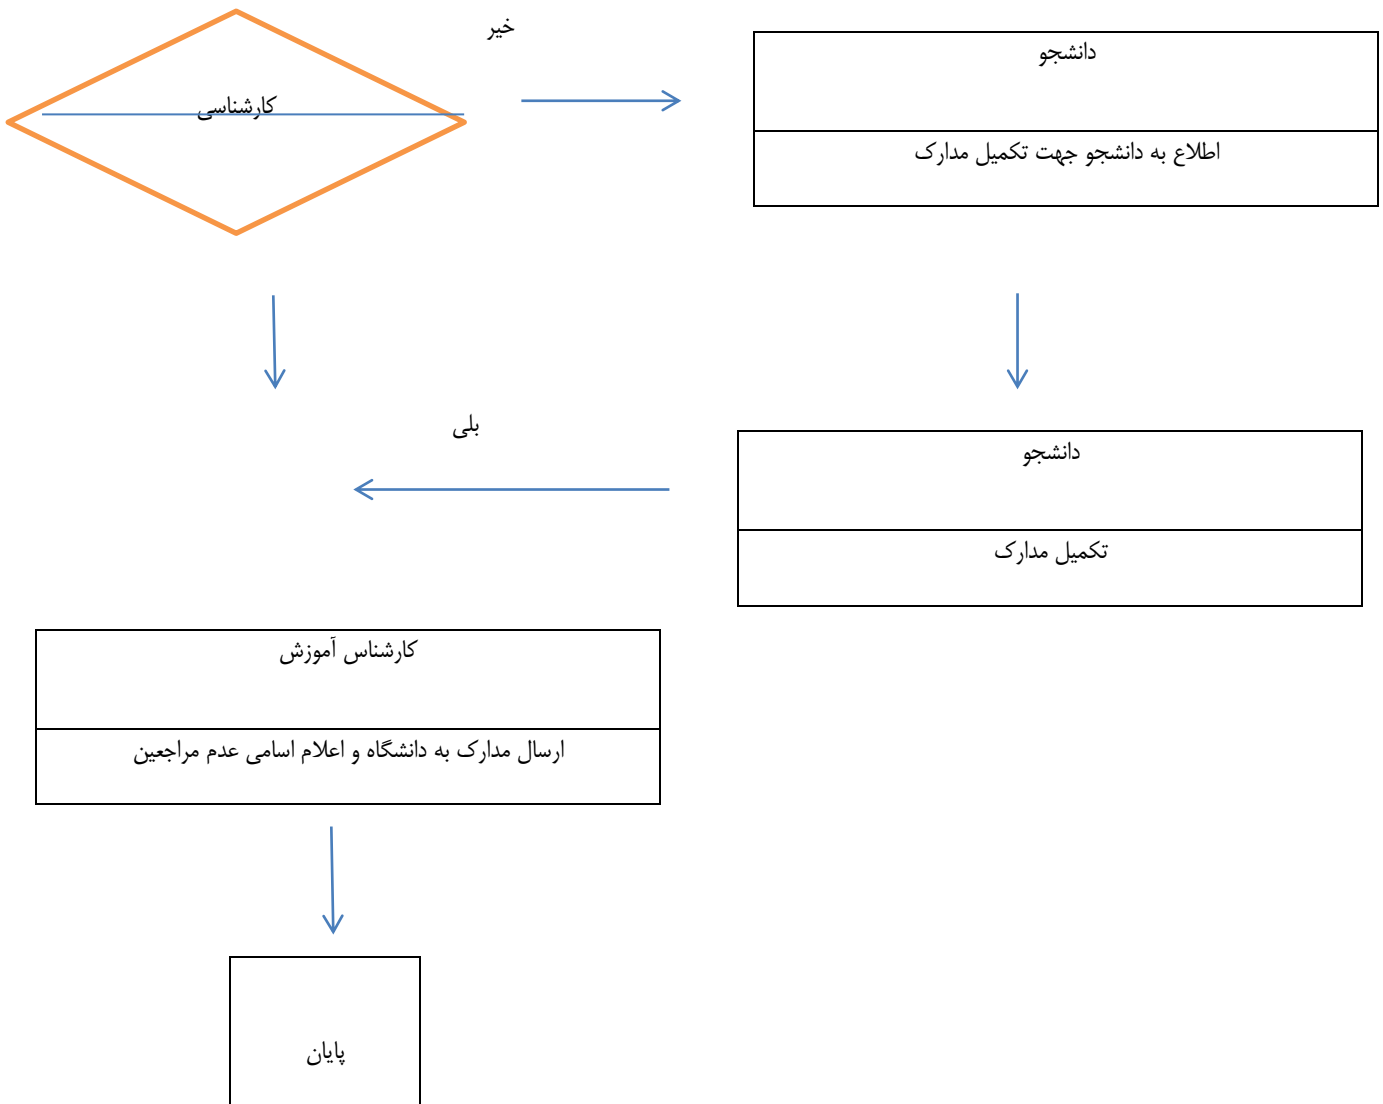 خیر
کارشناسی
دانشجو
اطلاع به دانشجو جهت تکمیل مدارک
بلی
دانشجو
تکمیل مدارک
کارشناس آموزش
ارسال مدارک به دانشگاه و اعلام اسامی عدم مراجعین
پایان